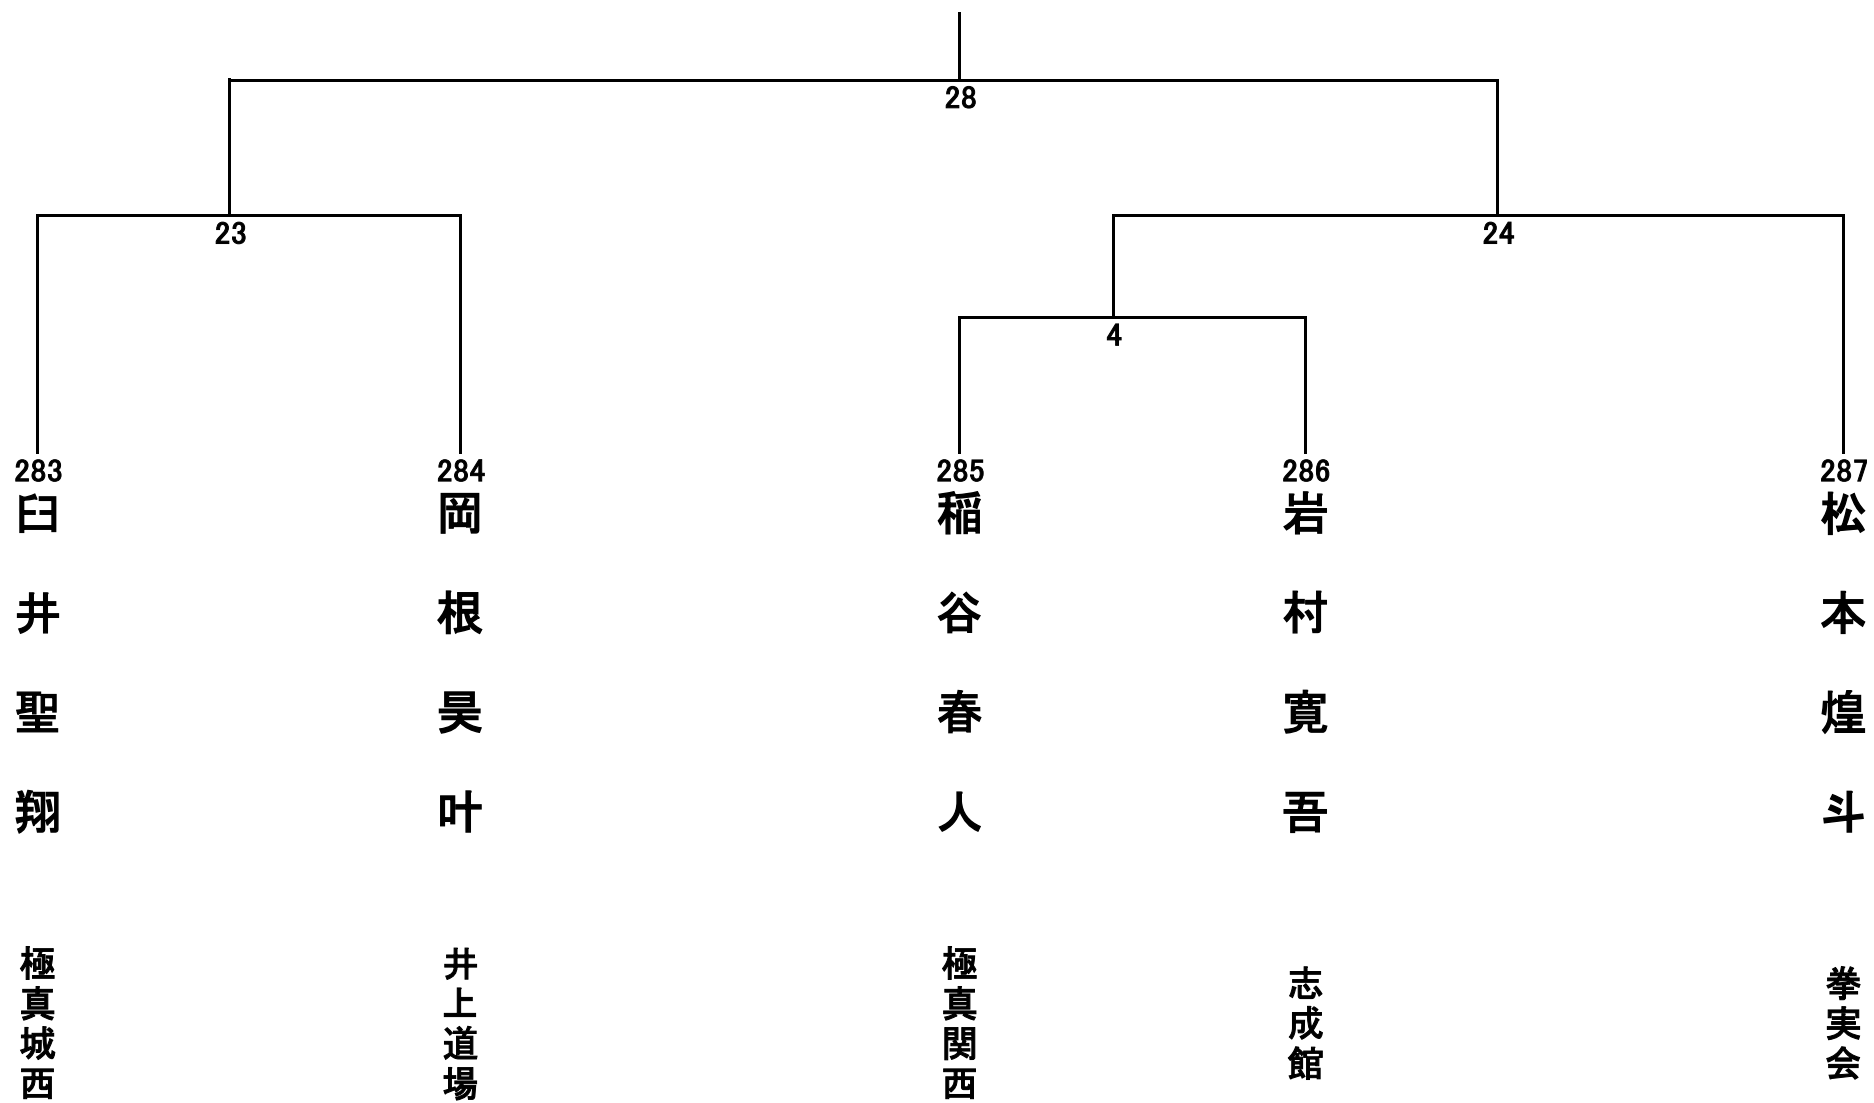 28
23
24
4
283
臼井聖翔
極真城西
284
岡根昊叶
井上道場
285
稲谷春人
極真関西
286
岩村寛吾
志成館
287
松本煌斗
拳実会